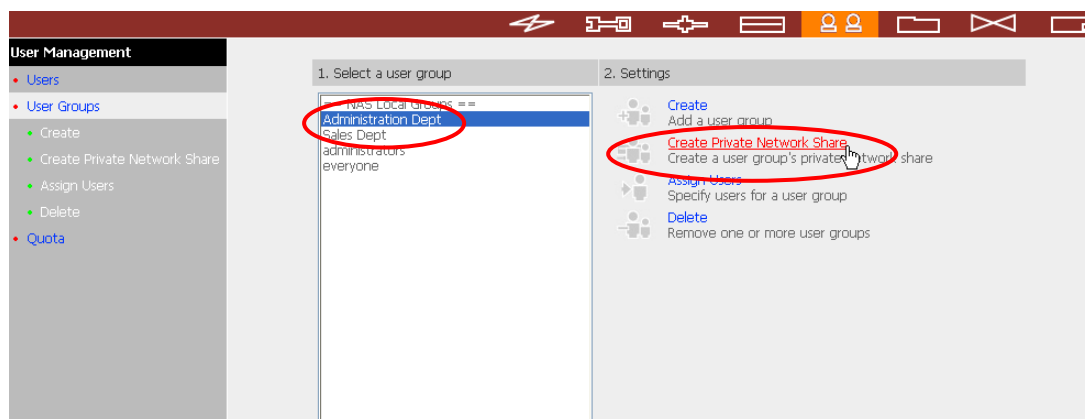 User Management
Users
User Groups
Create
Create Private Network Share
Assign Users
Delete
Quota
1. Select a user group
== NAS Local Groups ==
Administration Dept
Sales Dept
administrators
everyone
2. Settings
Create
Add a user group
Create Private Network Share
Create a user group's private network share
Assign Users
Specify users for a user group
Delete
Remove one or more user groups